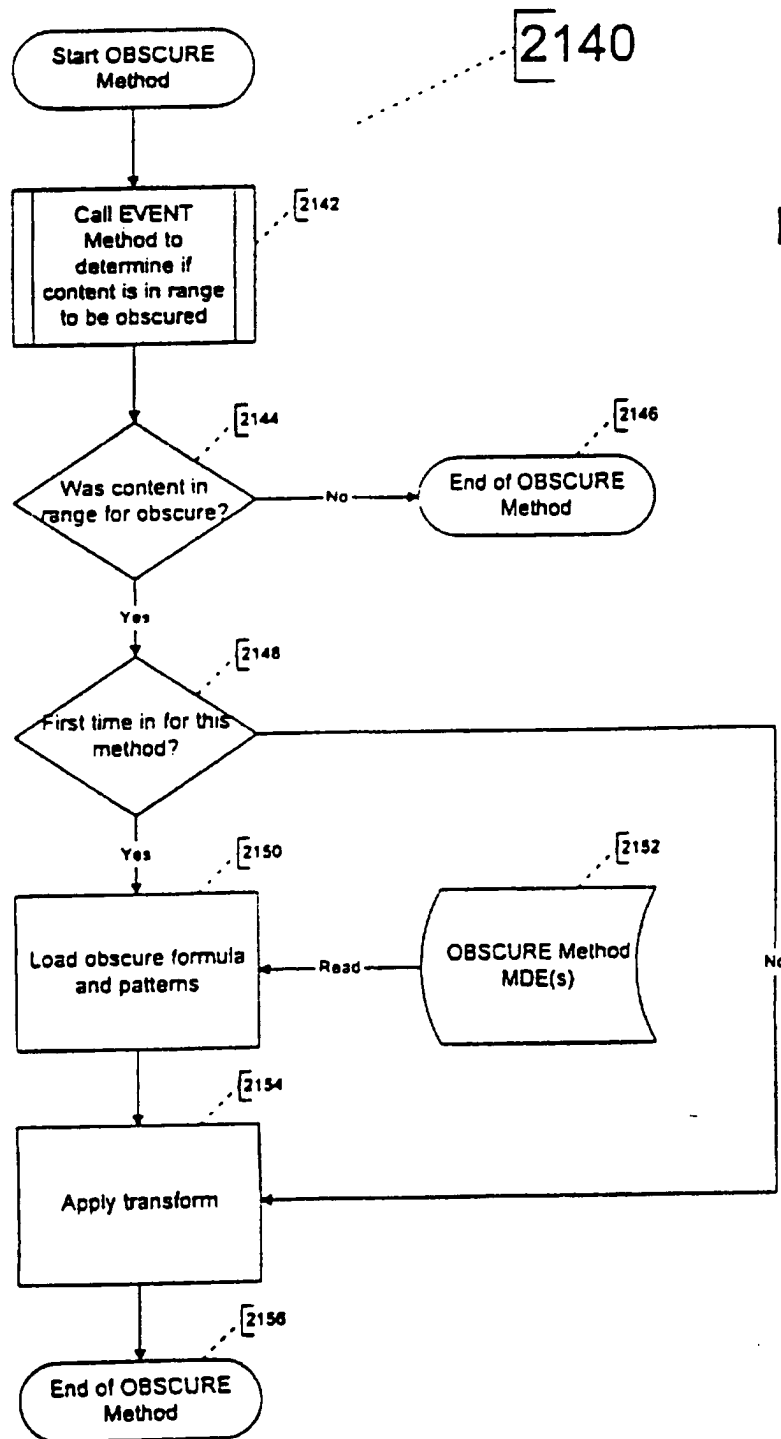 2140
Start OBSCURE
Method
2142
Call EVENT
Method to
determine if
content is in range
to be obscured
2144
Was content in
range for obscure?
No
2146
End of OBSCURE
Method
Yes
2148
First time in for this
method?
No
Yes
2150
Load obscure formula
and patterns
Read
2152
OBSCURE Method
MDE(s)
2154
Apply transform
2156
End of OBSCURE
Method